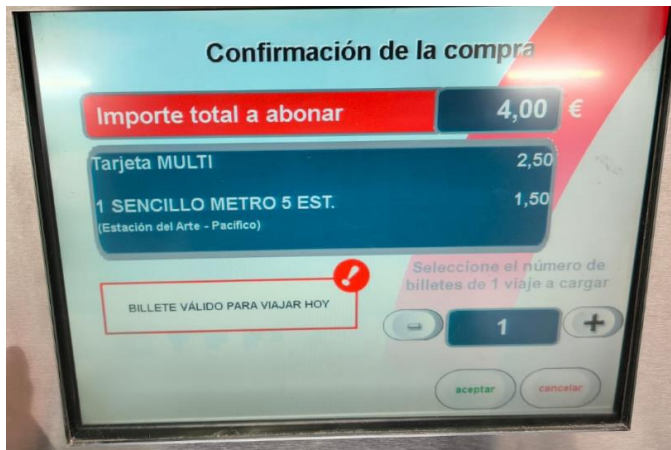 Confirmación de la compra
Importe total a abonar 4,00 €
Tarjeta MULTI 2,50
1 SENCILLO METRO 5 EST. 1,50
(Estación del Arte - Pacífico)
Seleccione el número de
billetes de 1 viaje a cargar
!
BILLETE VÁLIDO PARA VIAJAR HOY
- 1 +
aceptar cancelar